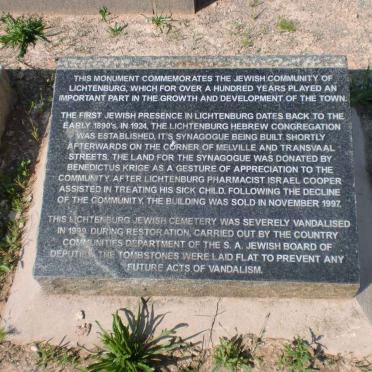 THIS MONUMENT COMMEMORATES THE JEWISH COMMUNITY OF
LICHTENBURG, WHICH FOR OVER A HUNDRED YEARS PLAYED AN
IMPORTANT PART IN THE GROWTH AND DEVELOPMENT OF THE TOWN.
THE FIRST JEWISH PRESENCE IN LICHTENBURG DATES BACK TO THE
EARLY 1890's. IN 1924, THE LICHTENBURG HEBREW CONGREGATION
WAS ESTABLISHED, IT'S SYNAGOGUE BEING BUILT SHORTLY
AFTERWARDS ON THE CORNER OF MELVILLE AND TRANSVAAL
STREETS. THE LAND FOR THE SYNAGOGUE WAS DONATED BY
BENEDICTUS KRIGE AS A GESTURE OF APPRECIATION TO THE
COMMUNITY, AFTER LICHTENBURG PHARMACIST ISRAEL COOPER
ASSISTED IN TREATING HIS SICK CHILD. FOLLOWING THE DECLINE
OF THE COMMUNITY, THE BUILDING WAS SOLD IN NOVEMBER 1997.
THIS LICHTENBURG JEWISH CEMETERY WAS SEVERELY VANDALISED
IN 1999. DURING RESTORATION, CARRIED OUT BY THE COUNTRY
COMMUNITIES DEPARTMENT OF THE S. A. JEWISH BOARD OF
DEPUTIES, THE TOMBSTONES WERE LAID FLAT TO PREVENT ANY
FUTURE ACTS OF VANDALISM.